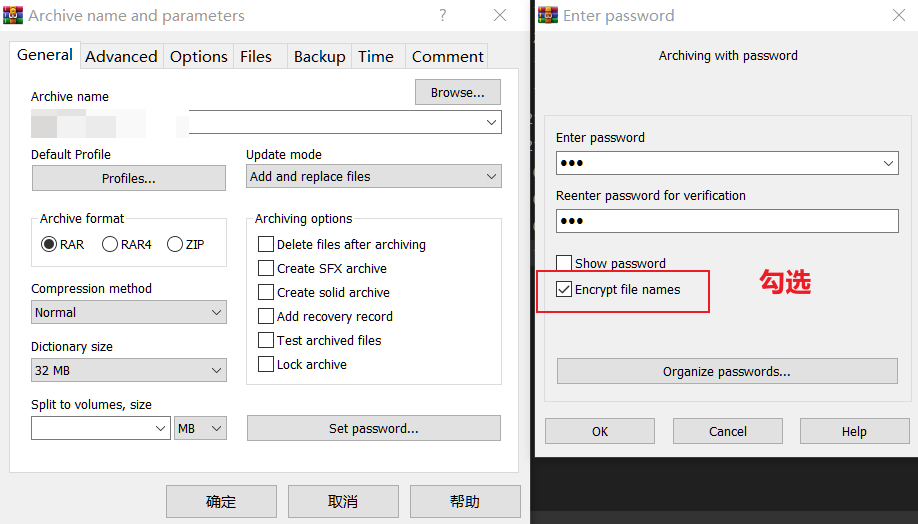 Archive name and parameters
?
General Advanced Options Files Backup Time Comment
Archive name
Browse...
Default Profile
Profiles...
Update mode
Add and replace files
Archive format
RAR RAR4 ZIP
Archiving options
Delete files after archiving
Create SFX archive
Create solid archive
Add recovery record
Test archived files
Lock archive
Compression method
Normal
Dictionary size
32 MB
Split to volumes, size
MB
Set password...
确定 取消 帮助
Enter password
Archiving with password
Enter password
●●●
Reenter password for verification
●●●
Show password
Encrypt file names
勾选
Organize passwords...
OK Cancel Help